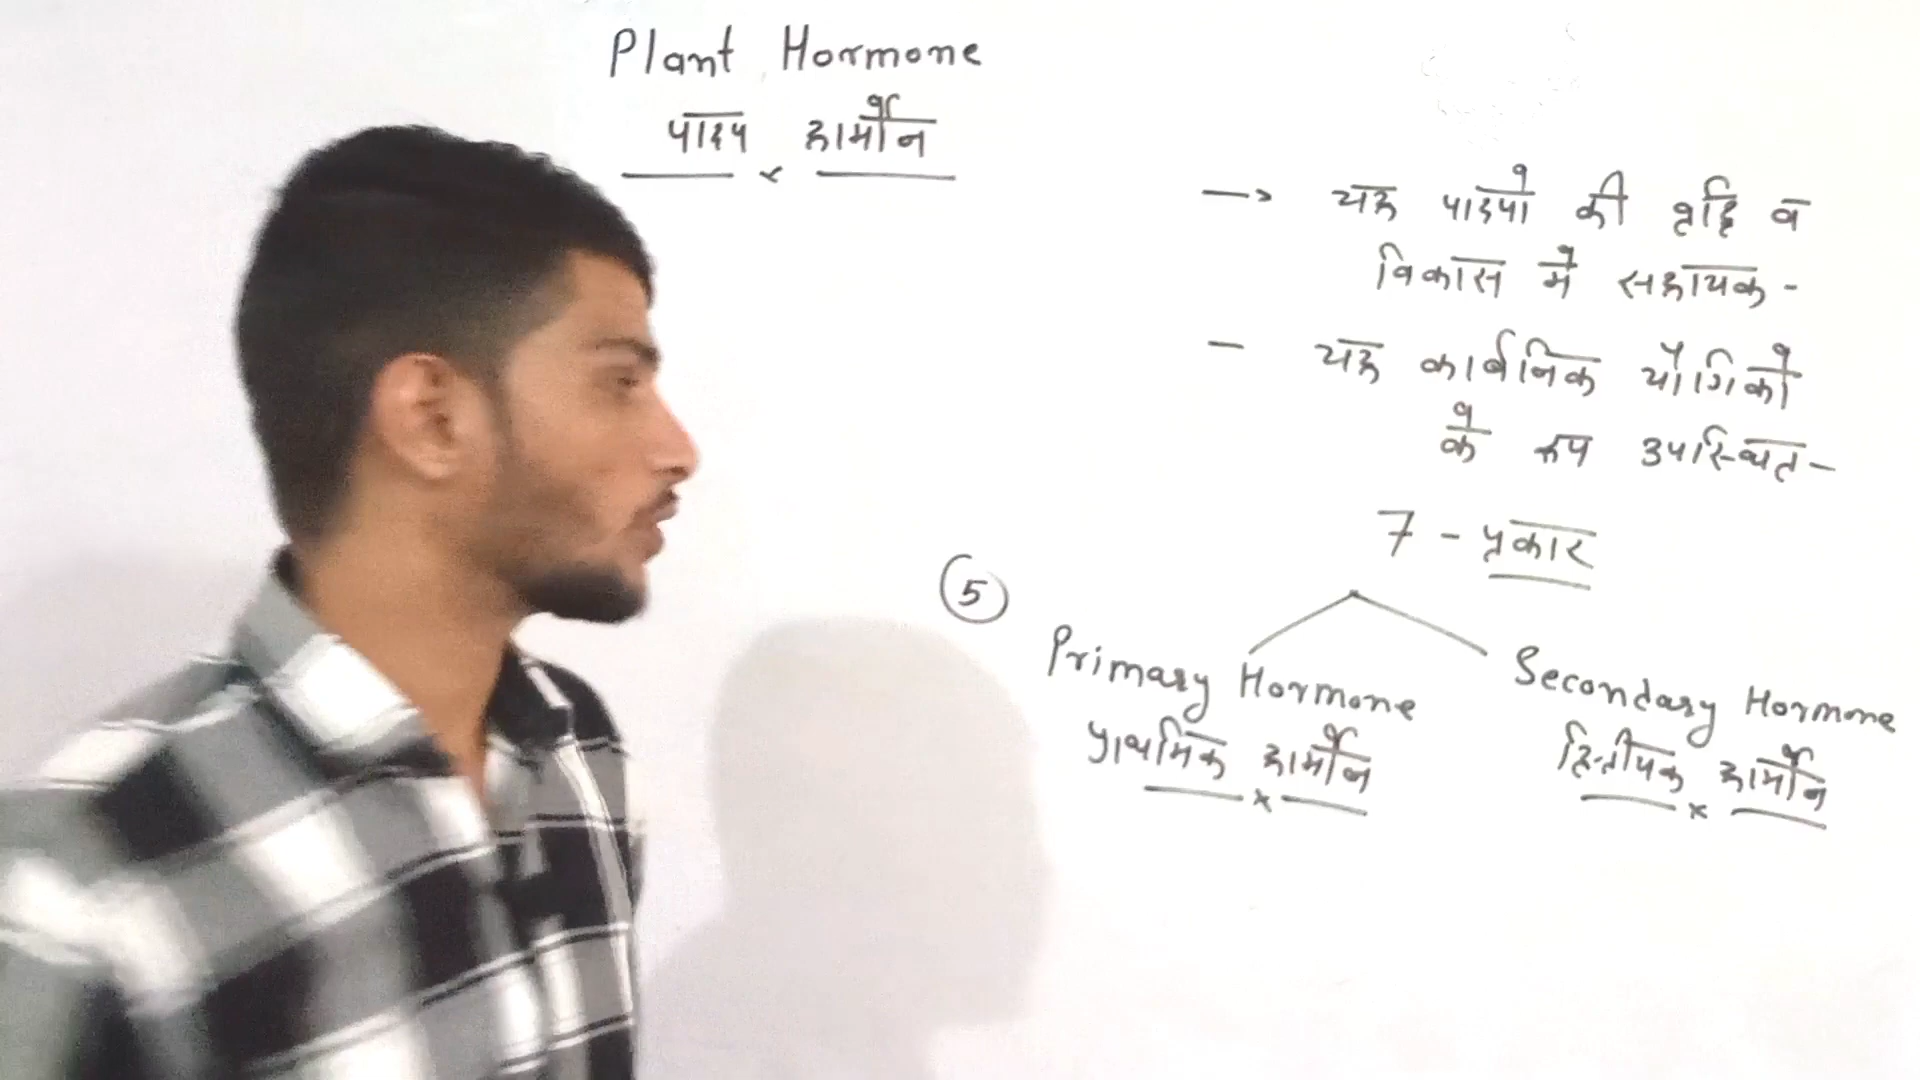 Plant Hormone
पादप हार्मोन
→ यह पादपों की वृद्धि व
विकास में सहायक -
- यह कार्बनिक यौगिकों
के रूप उपस्थित -
7 - प्रकार
5
Primary Hormone
प्राथमिक हार्मोन
Secondary Hormone
द्वितीयक हार्मोन